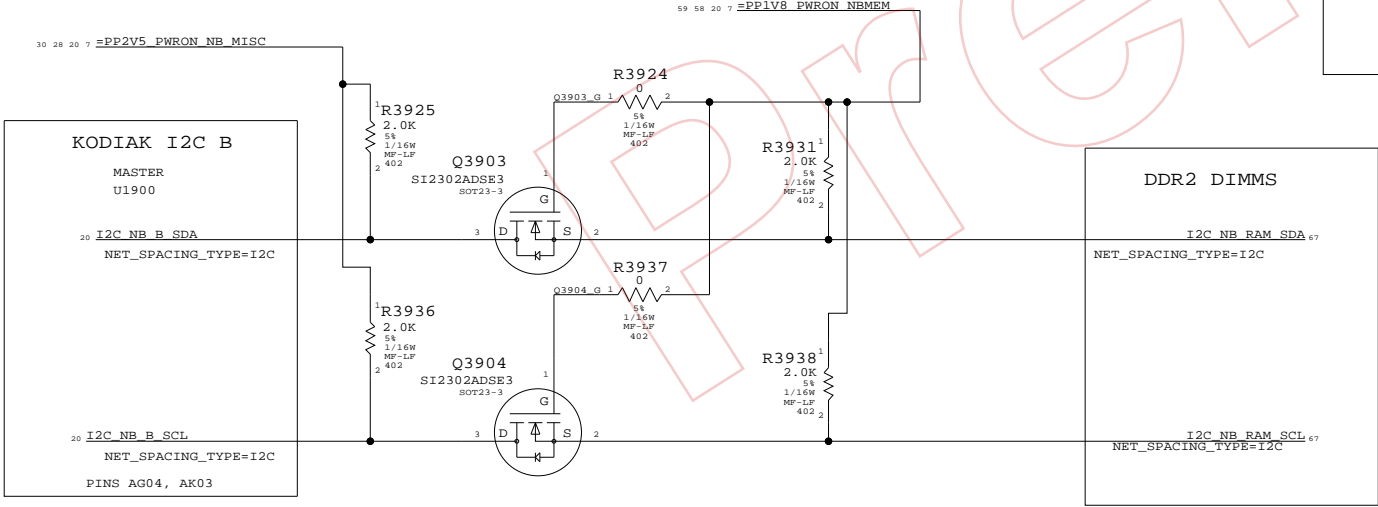 59 58 20 7 =PP1V8_PWRON_NBMEM
30 28 20 7 =PP2V5_PWRON_NB_MISC
KODIAK I2C B
MASTER
U1900
20 I2C_NB_B_SDA
NET_SPACING_TYPE=I2C
20 I2C_NB_B_SCL
NET_SPACING_TYPE=I2C
PINS AG04, AK03
1
R3925
2.0K
5%
1/16W
MF-LF
402
2
1
R3936
2.0K
5%
1/16W
MF-LF
402
2
Q3903
SI2302ADSE3
SOT23-3
1
G
3 D S 2
Q3904
SI2302ADSE3
SOT23-3
1
G
3 D S 2
R3924
0
Q3903_G 1 2
5%
1/16W
MF-LF
402
R3937
0
Q3904_G 1 2
5%
1/16W
MF-LF
402
R3931
1
2.0K
5%
1/16W
MF-LF
402
2
R3938
1
2.0K
5%
1/16W
MF-LF
402
2
DDR2 DIMMS
I2C_NB_RAM_SDA 67
NET_SPACING_TYPE=I2C
I2C_NB_RAM_SCL 67
NET_SPACING_TYPE=I2C
Pre